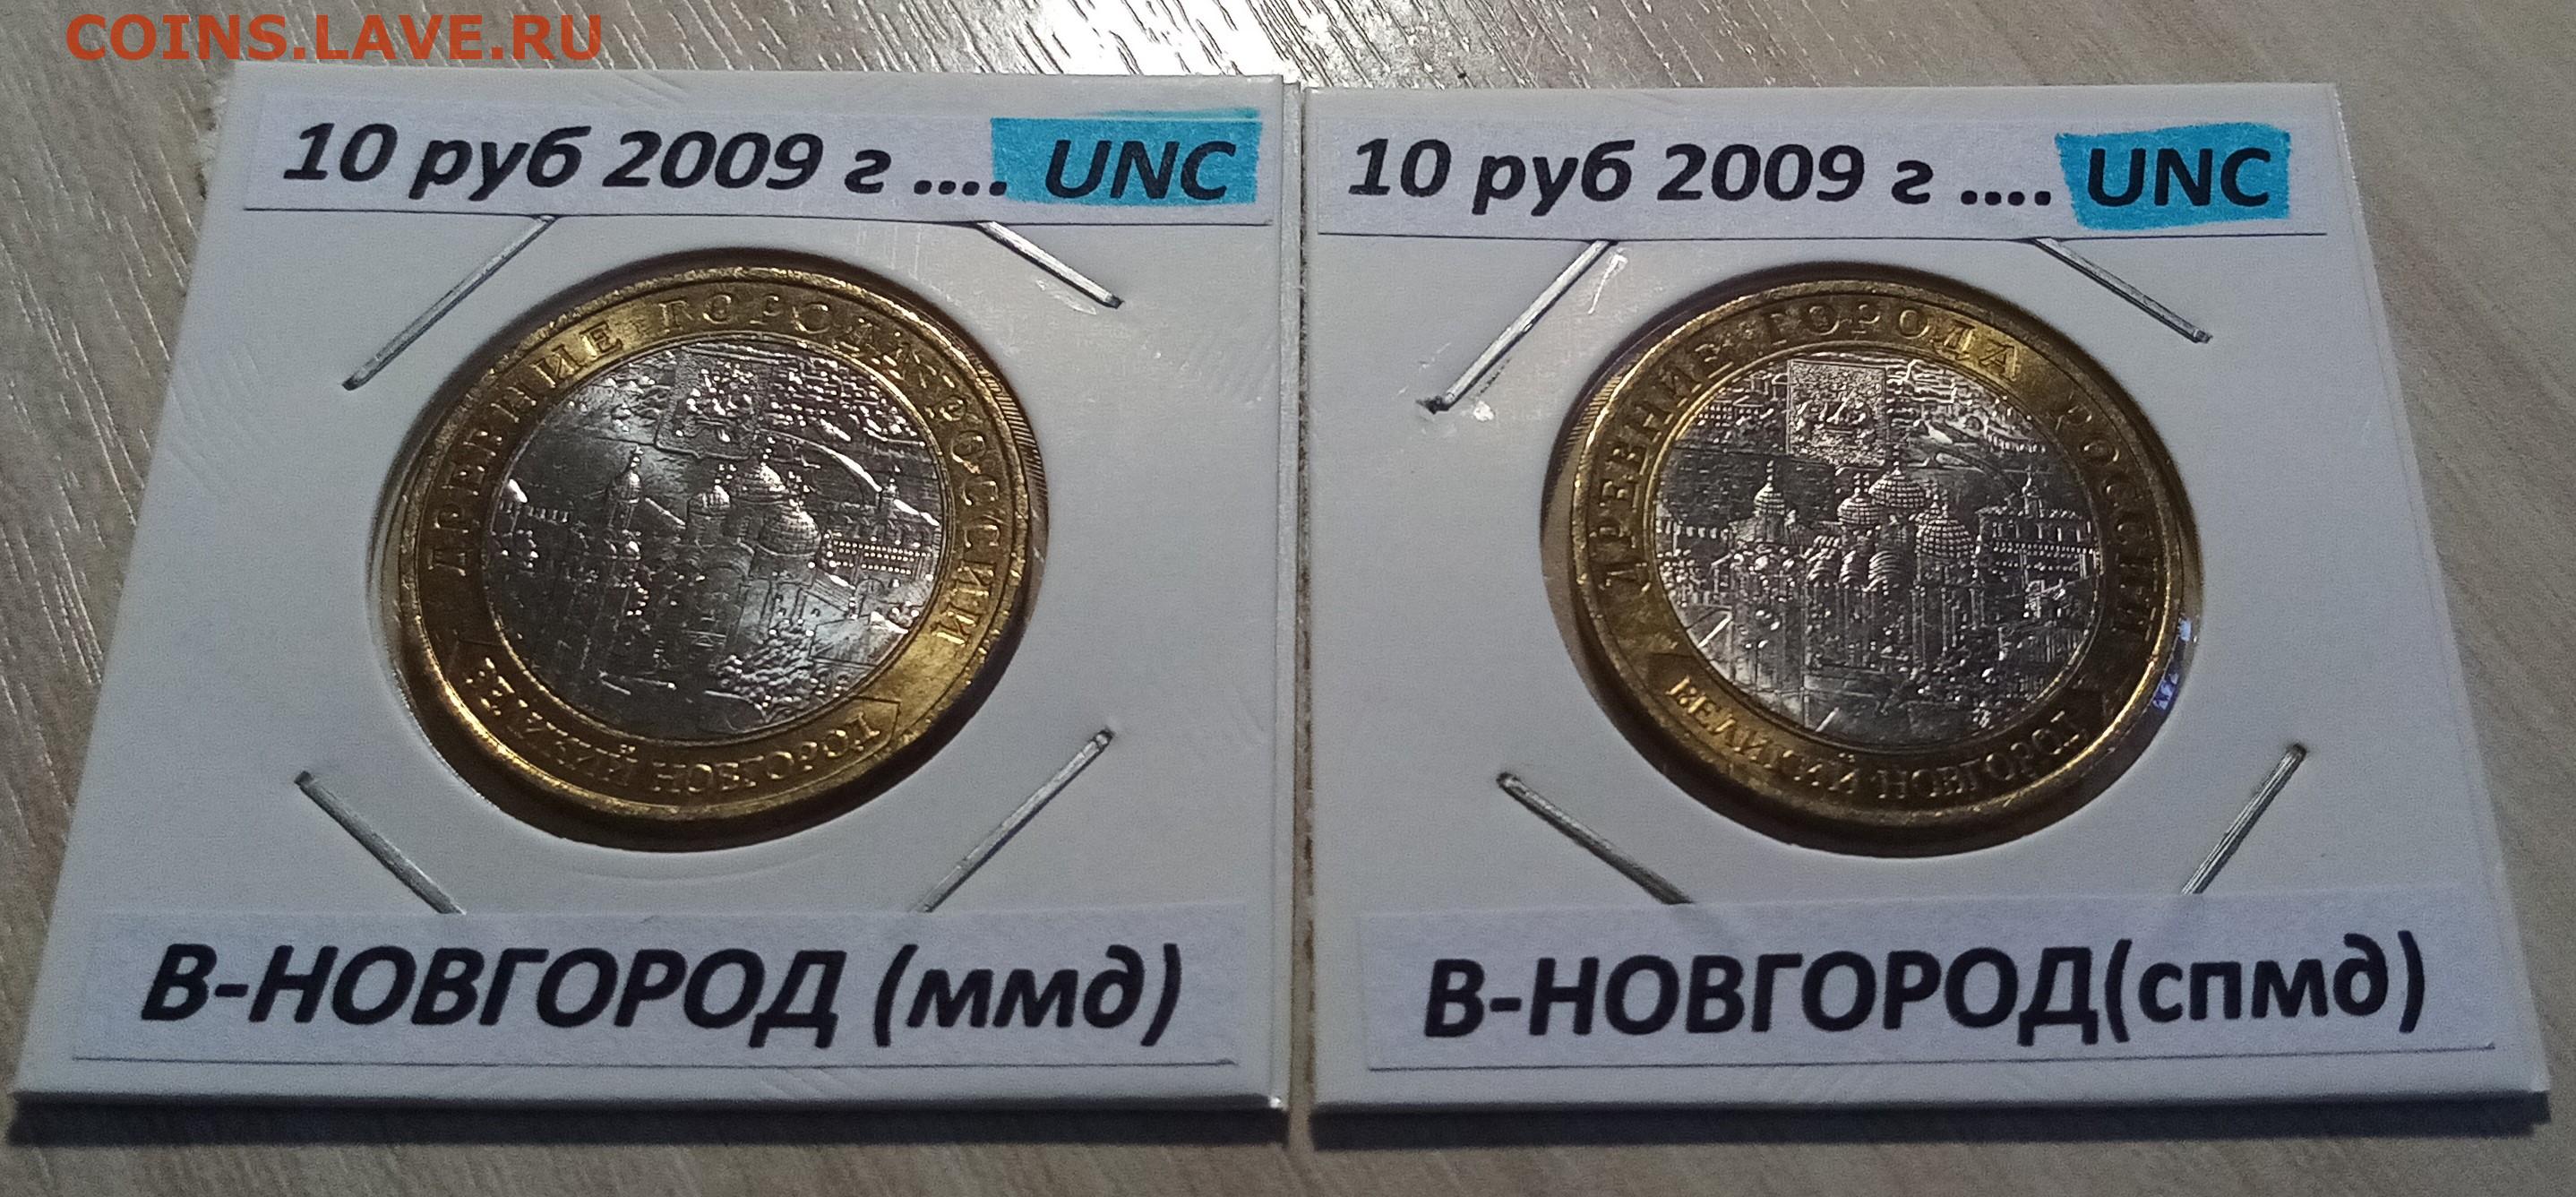 COINS.LAVE.RU
10 руб 2009 г .... UNC
ДРЕВНИЕ ГОРОДА РОССИИ
ВЕЛИКИЙ НОВГОРОД
В-НОВГОРОД (ммд)
10 руб 2009 г .... UNC
ДРЕВНИЕ ГОРОДА РОССИИ
ВЕЛИКИЙ НОВГОРОД
В-НОВГОРОД(спмд)